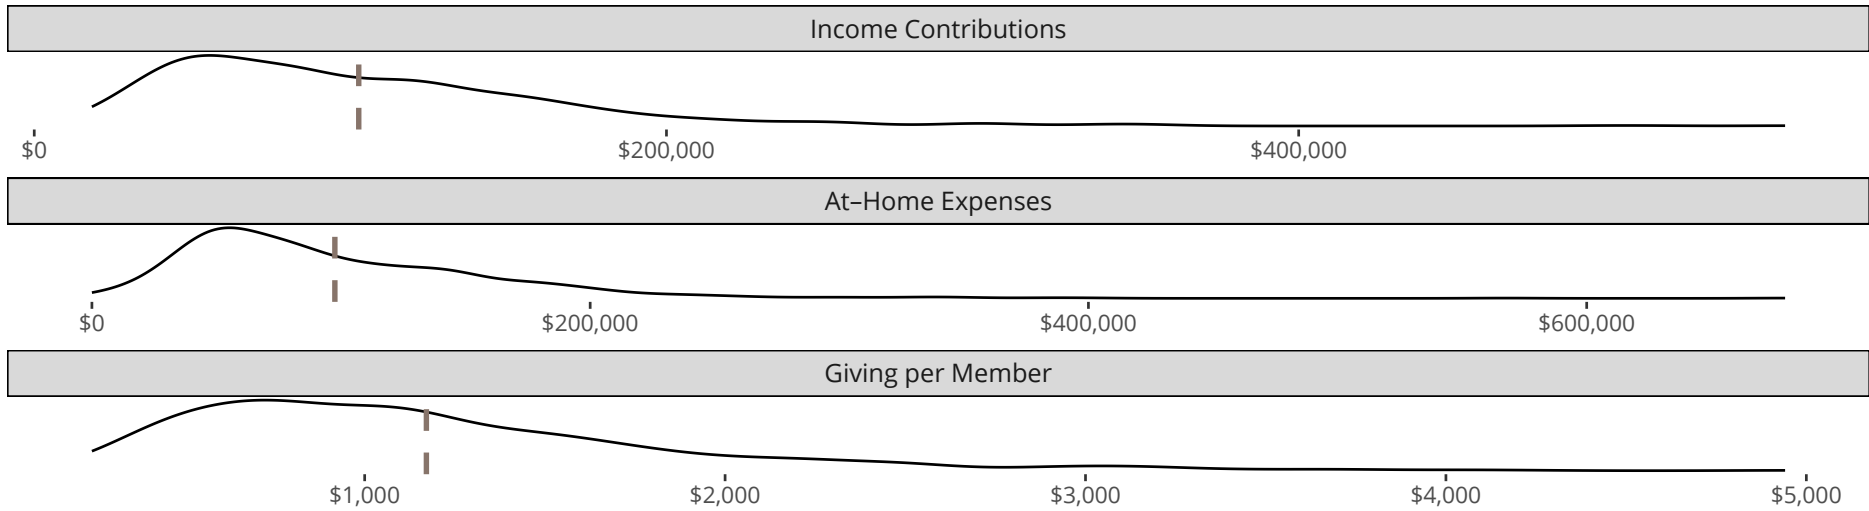 Income Contributions
$0 $200,000 $400,000
At–Home Expenses
$0 $200,000 $400,000 $600,000
Giving per Member
$1,000 $2,000 $3,000 $4,000 $5,000